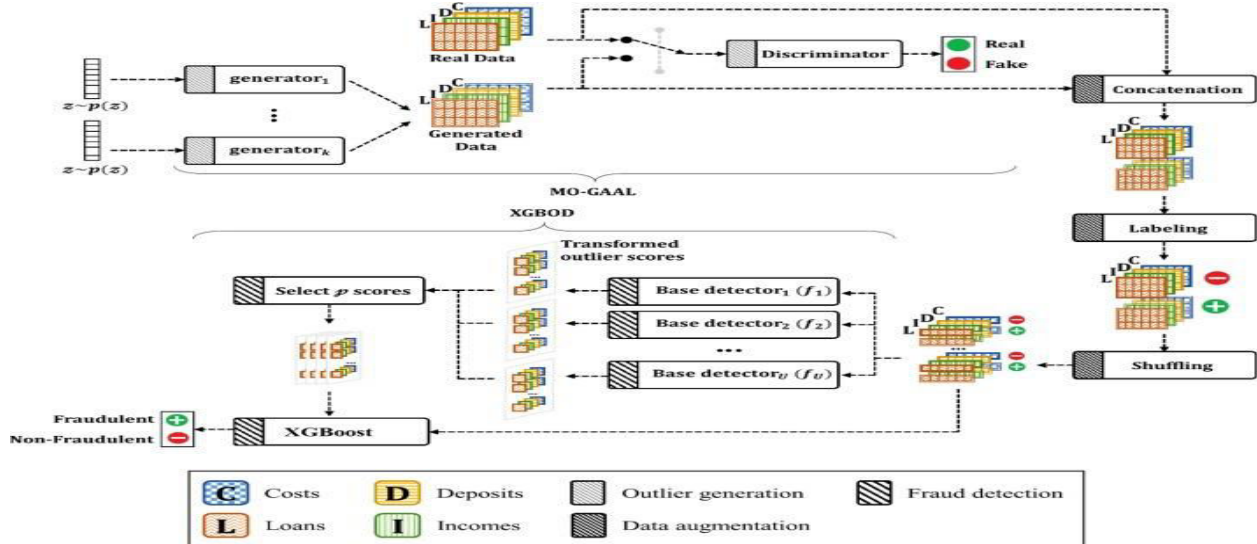 L I D C
Real Data
z~p(z)
generator₁
...
z~p(z)
generatorₖ
L I D C
Generated
Data
Discriminator
Real
Fake
Concatenation
L I D C
MO-GAAL
Labeling
L I D C
Shuffling
XGBOD
Transformed
outlier scores
Base detector₁ (f₁)
Base detector₂ (f₂)
...
Base detectorᵤ (fᵤ)
L I D C
...
Select p scores
XGBoost
Fraudulent
Non-Fraudulent
C Costs
D Deposits
Outlier generation
Fraud detection
L Loans
I Incomes
Data augmentation